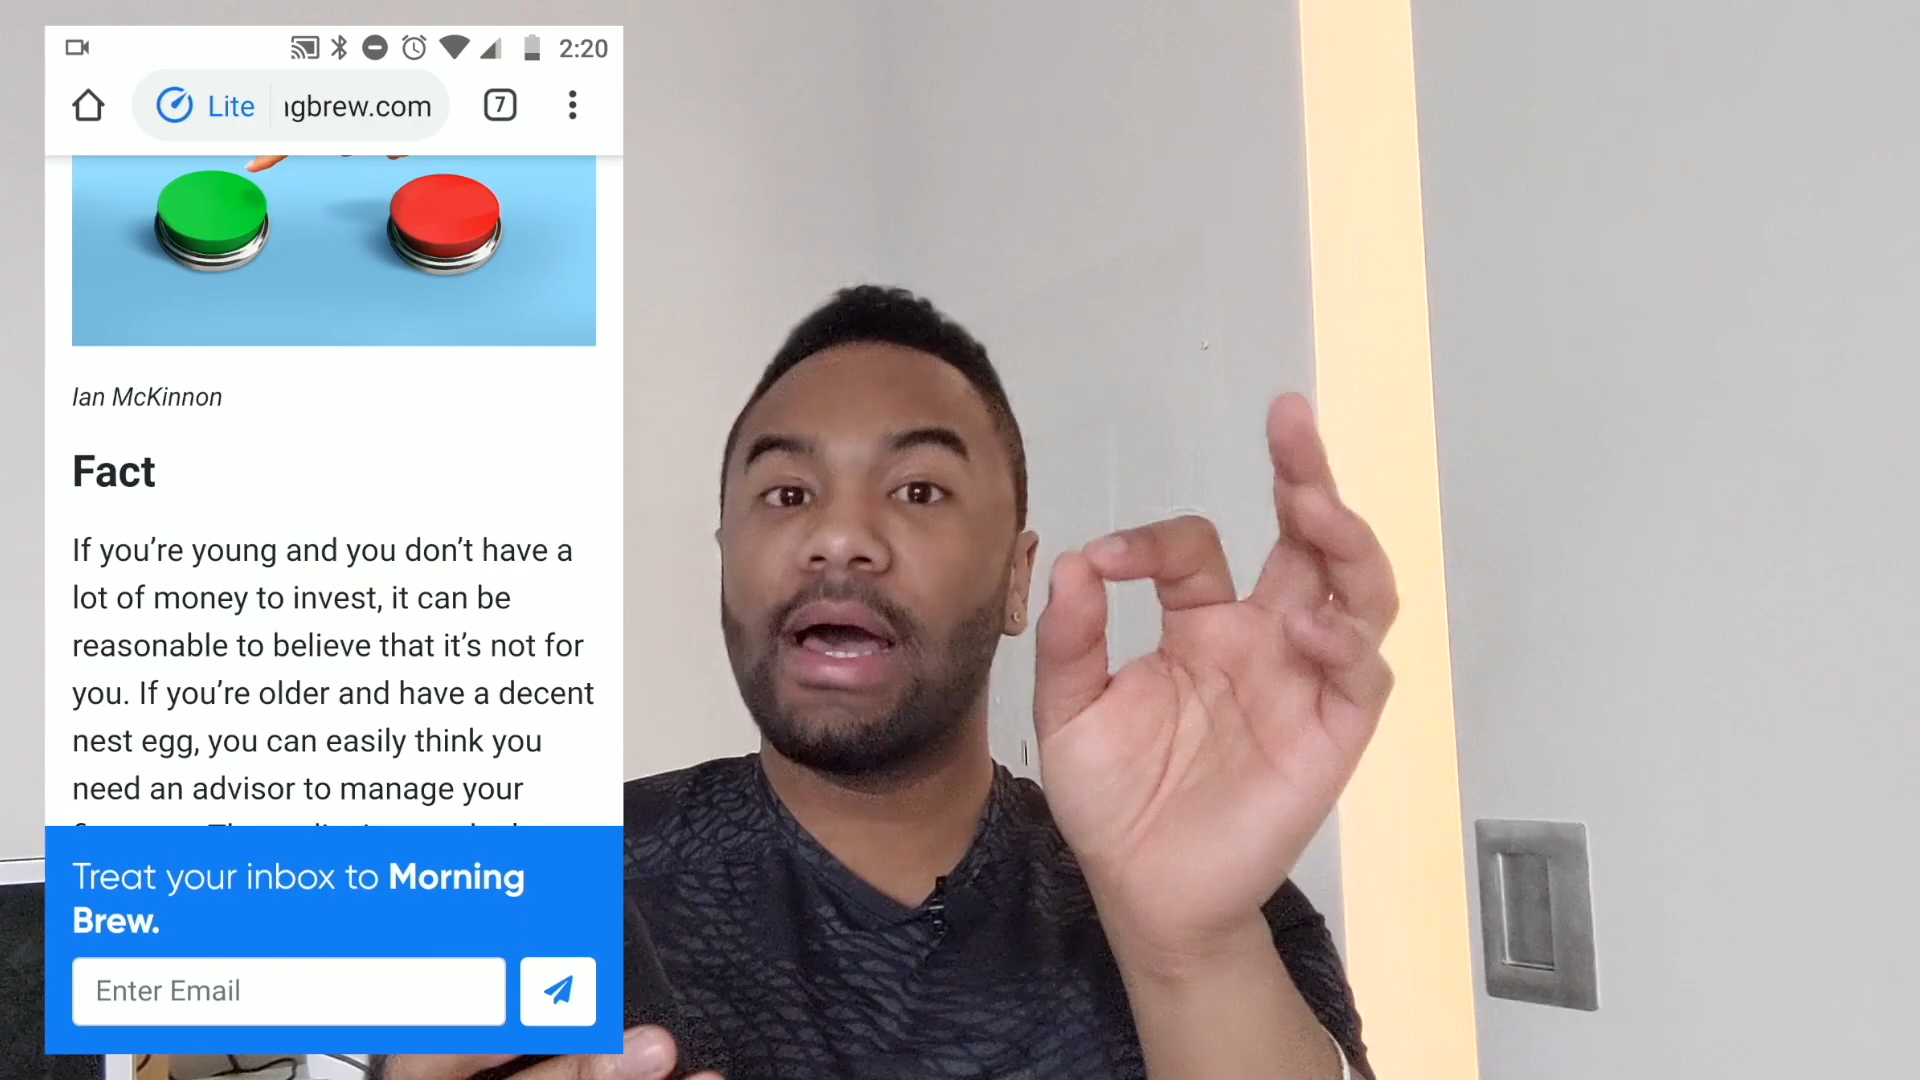 2:20
Lite
ngbrew.com
7
Ian McKinnon
Fact
If you’re young and you don’t have a
lot of money to invest, it can be
reasonable to believe that it’s not for
you. If you’re older and have a decent
nest egg, you can easily think you
need an advisor to manage your
Treat your inbox to Morning
Brew.
Enter Email